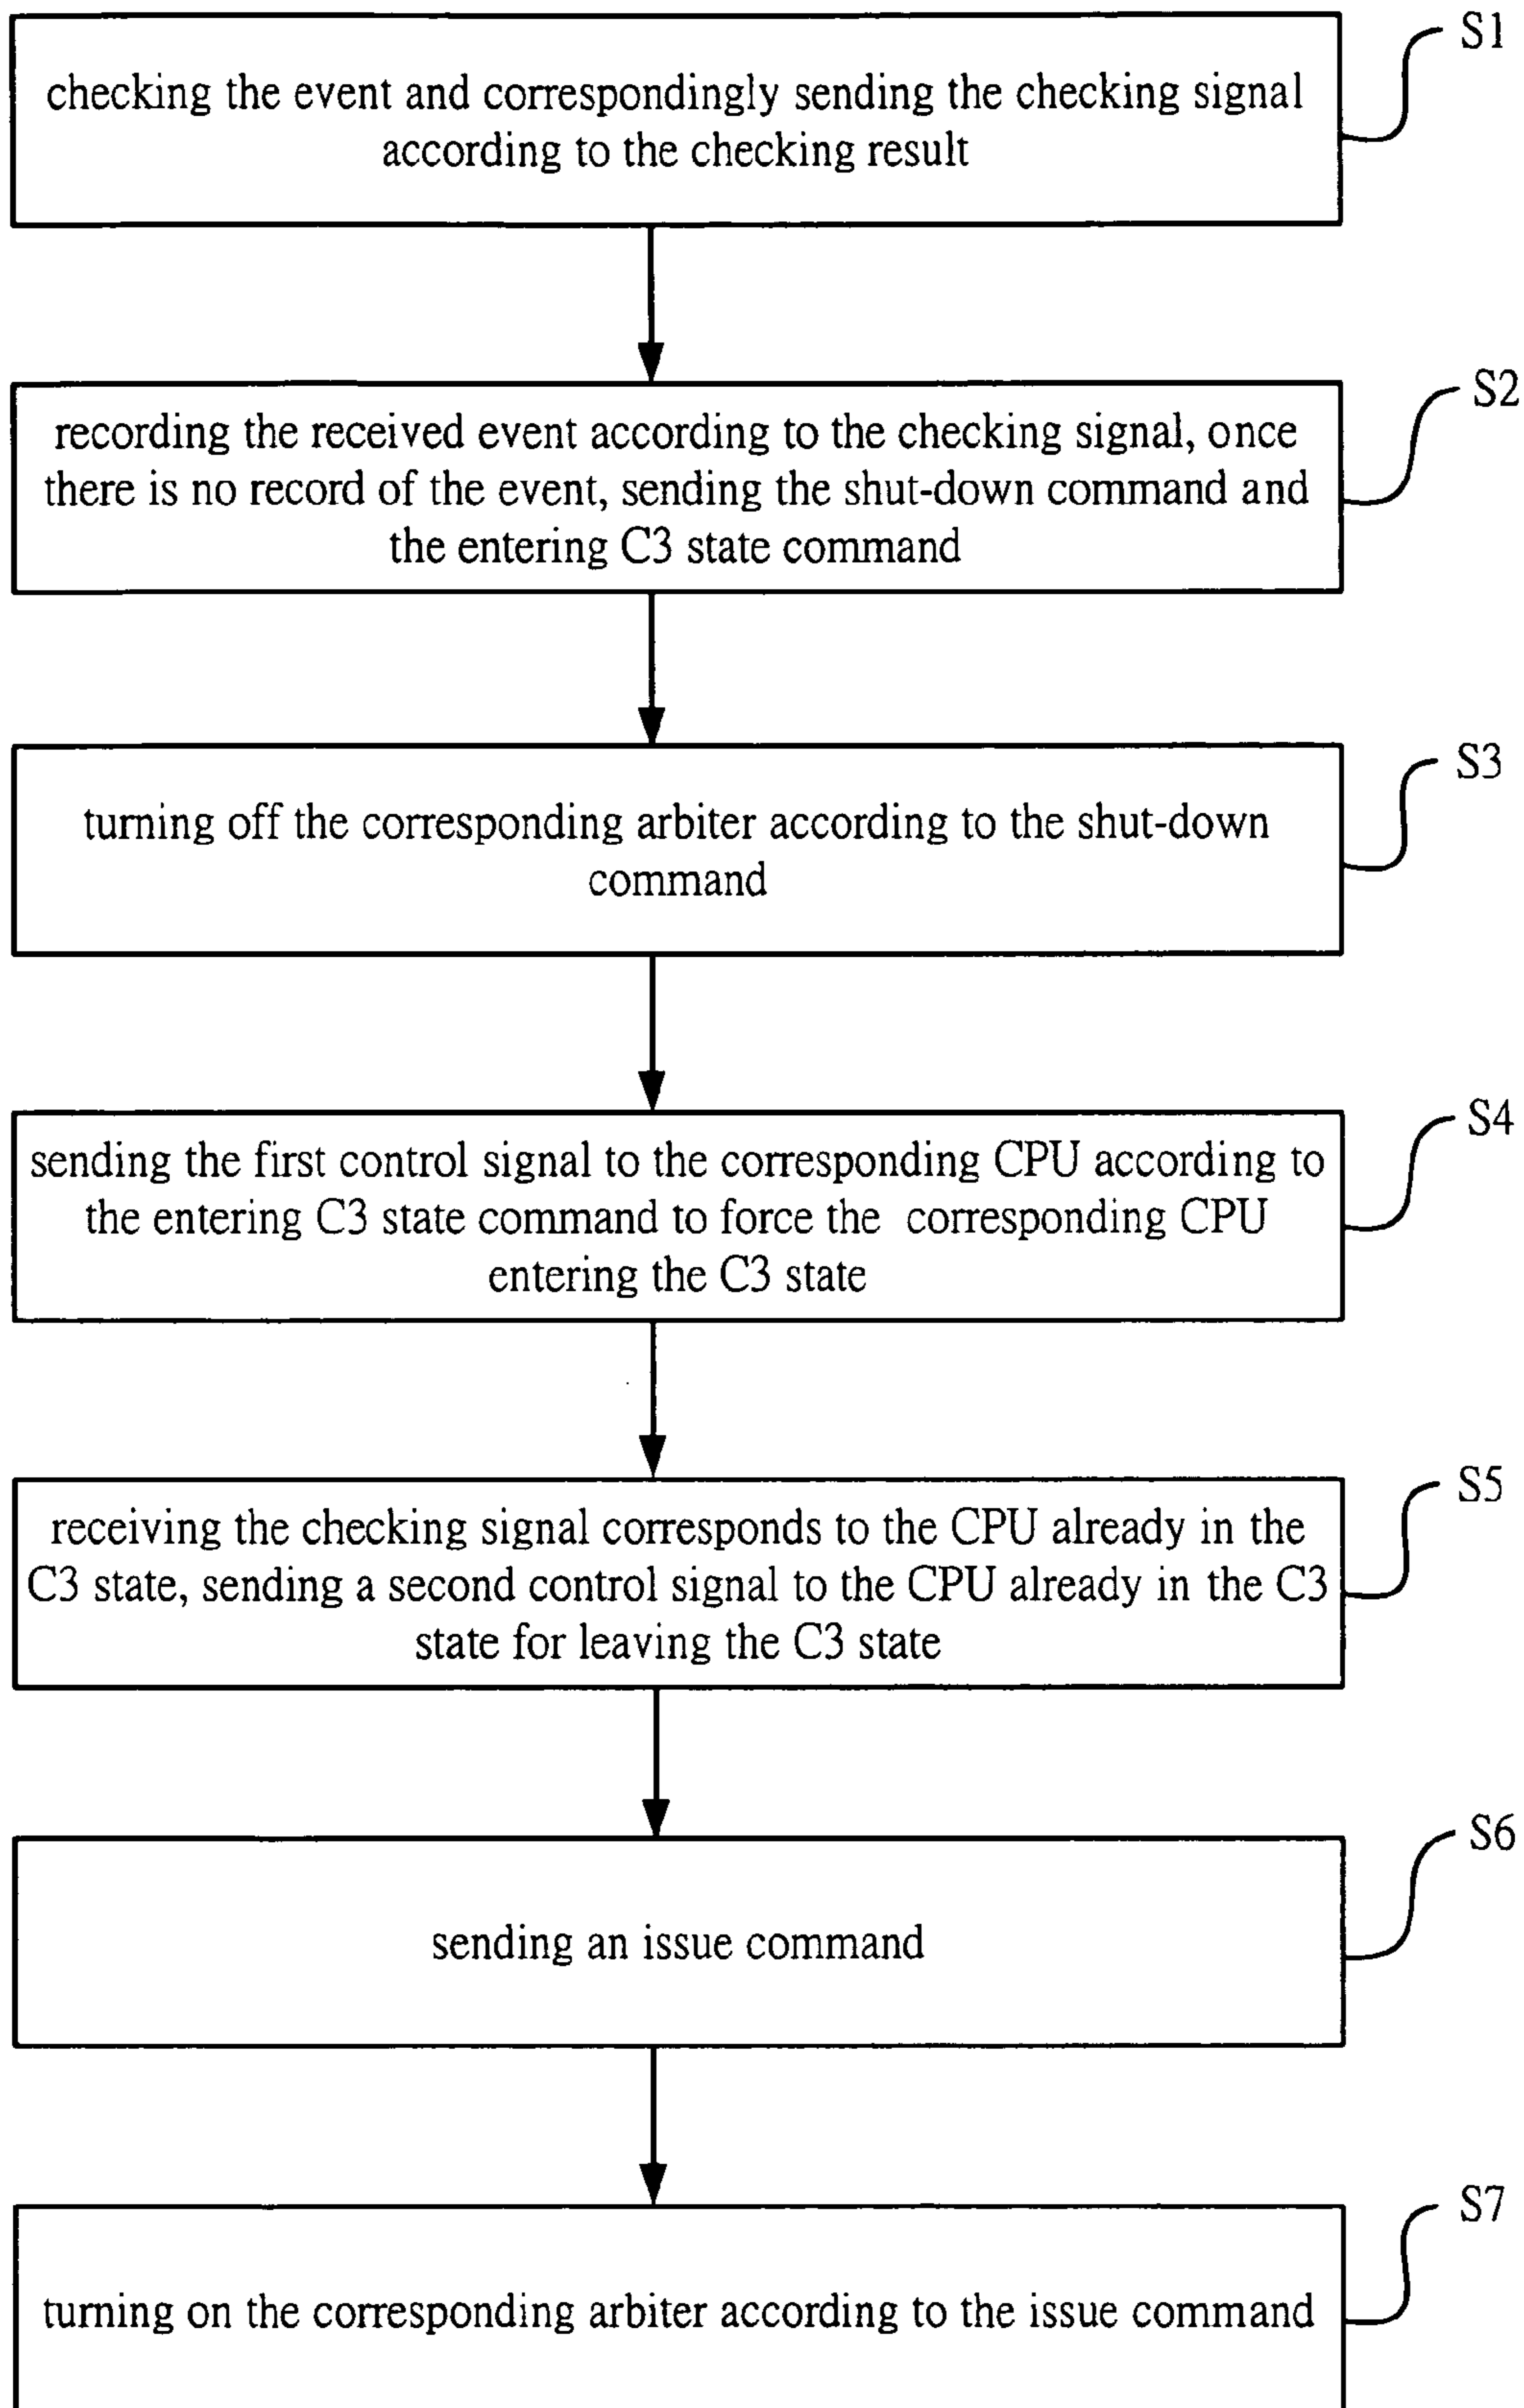 S1
checking the event and correspondingly sending the checking signal
according to the checking result
S2
recording the received event according to the checking signal, once
there is no record of the event, sending the shut-down command and
the entering C3 state command
S3
turning off the corresponding arbiter according to the shut-down
command
S4
sending the first control signal to the corresponding CPU according to
the entering C3 state command to force the corresponding CPU
entering the C3 state
S5
receiving the checking signal corresponds to the CPU already in the
C3 state, sending a second control signal to the CPU already in the C3
state for leaving the C3 state
S6
sending an issue command
S7
turning on the corresponding arbiter according to the issue command